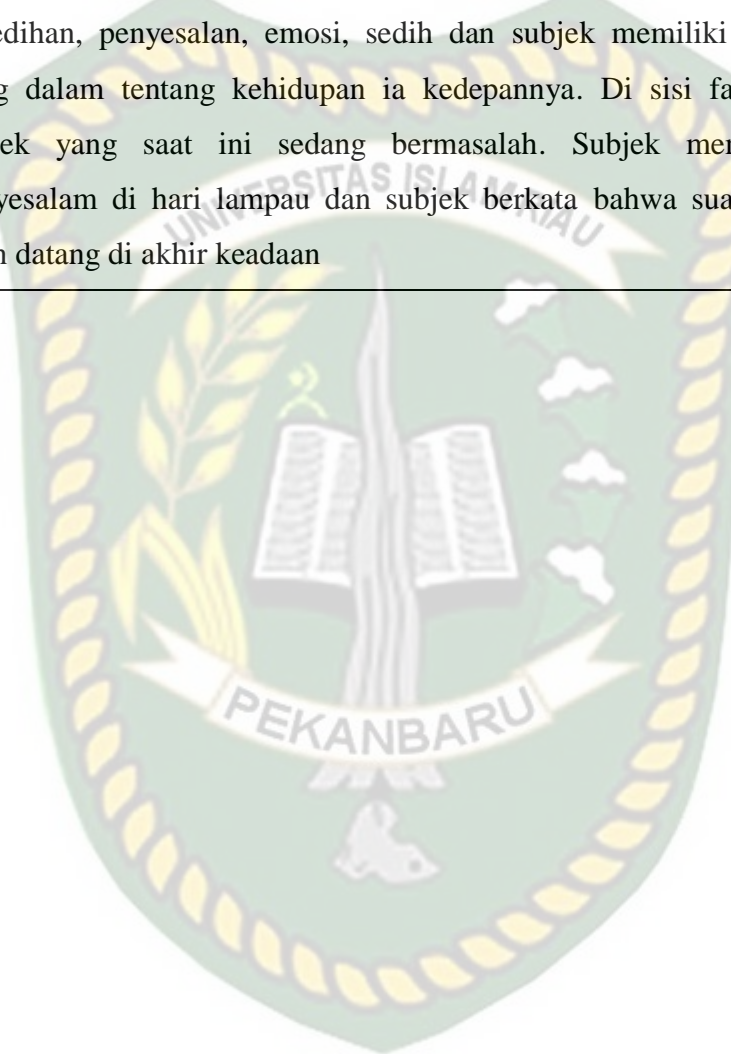 edihan, penyesalan, emosi, sedih dan subjek memiliki
g dalam tentang kehidupan ia kedepannya. Di sisi fa
ek yang saat ini sedang bermasalah. Subjek mer
yesalam di hari lampau dan subjek berkata bahwa sua
n datang di akhir keadaan
UNIVERSITAS ISLAM RIAU
PEKANBARU